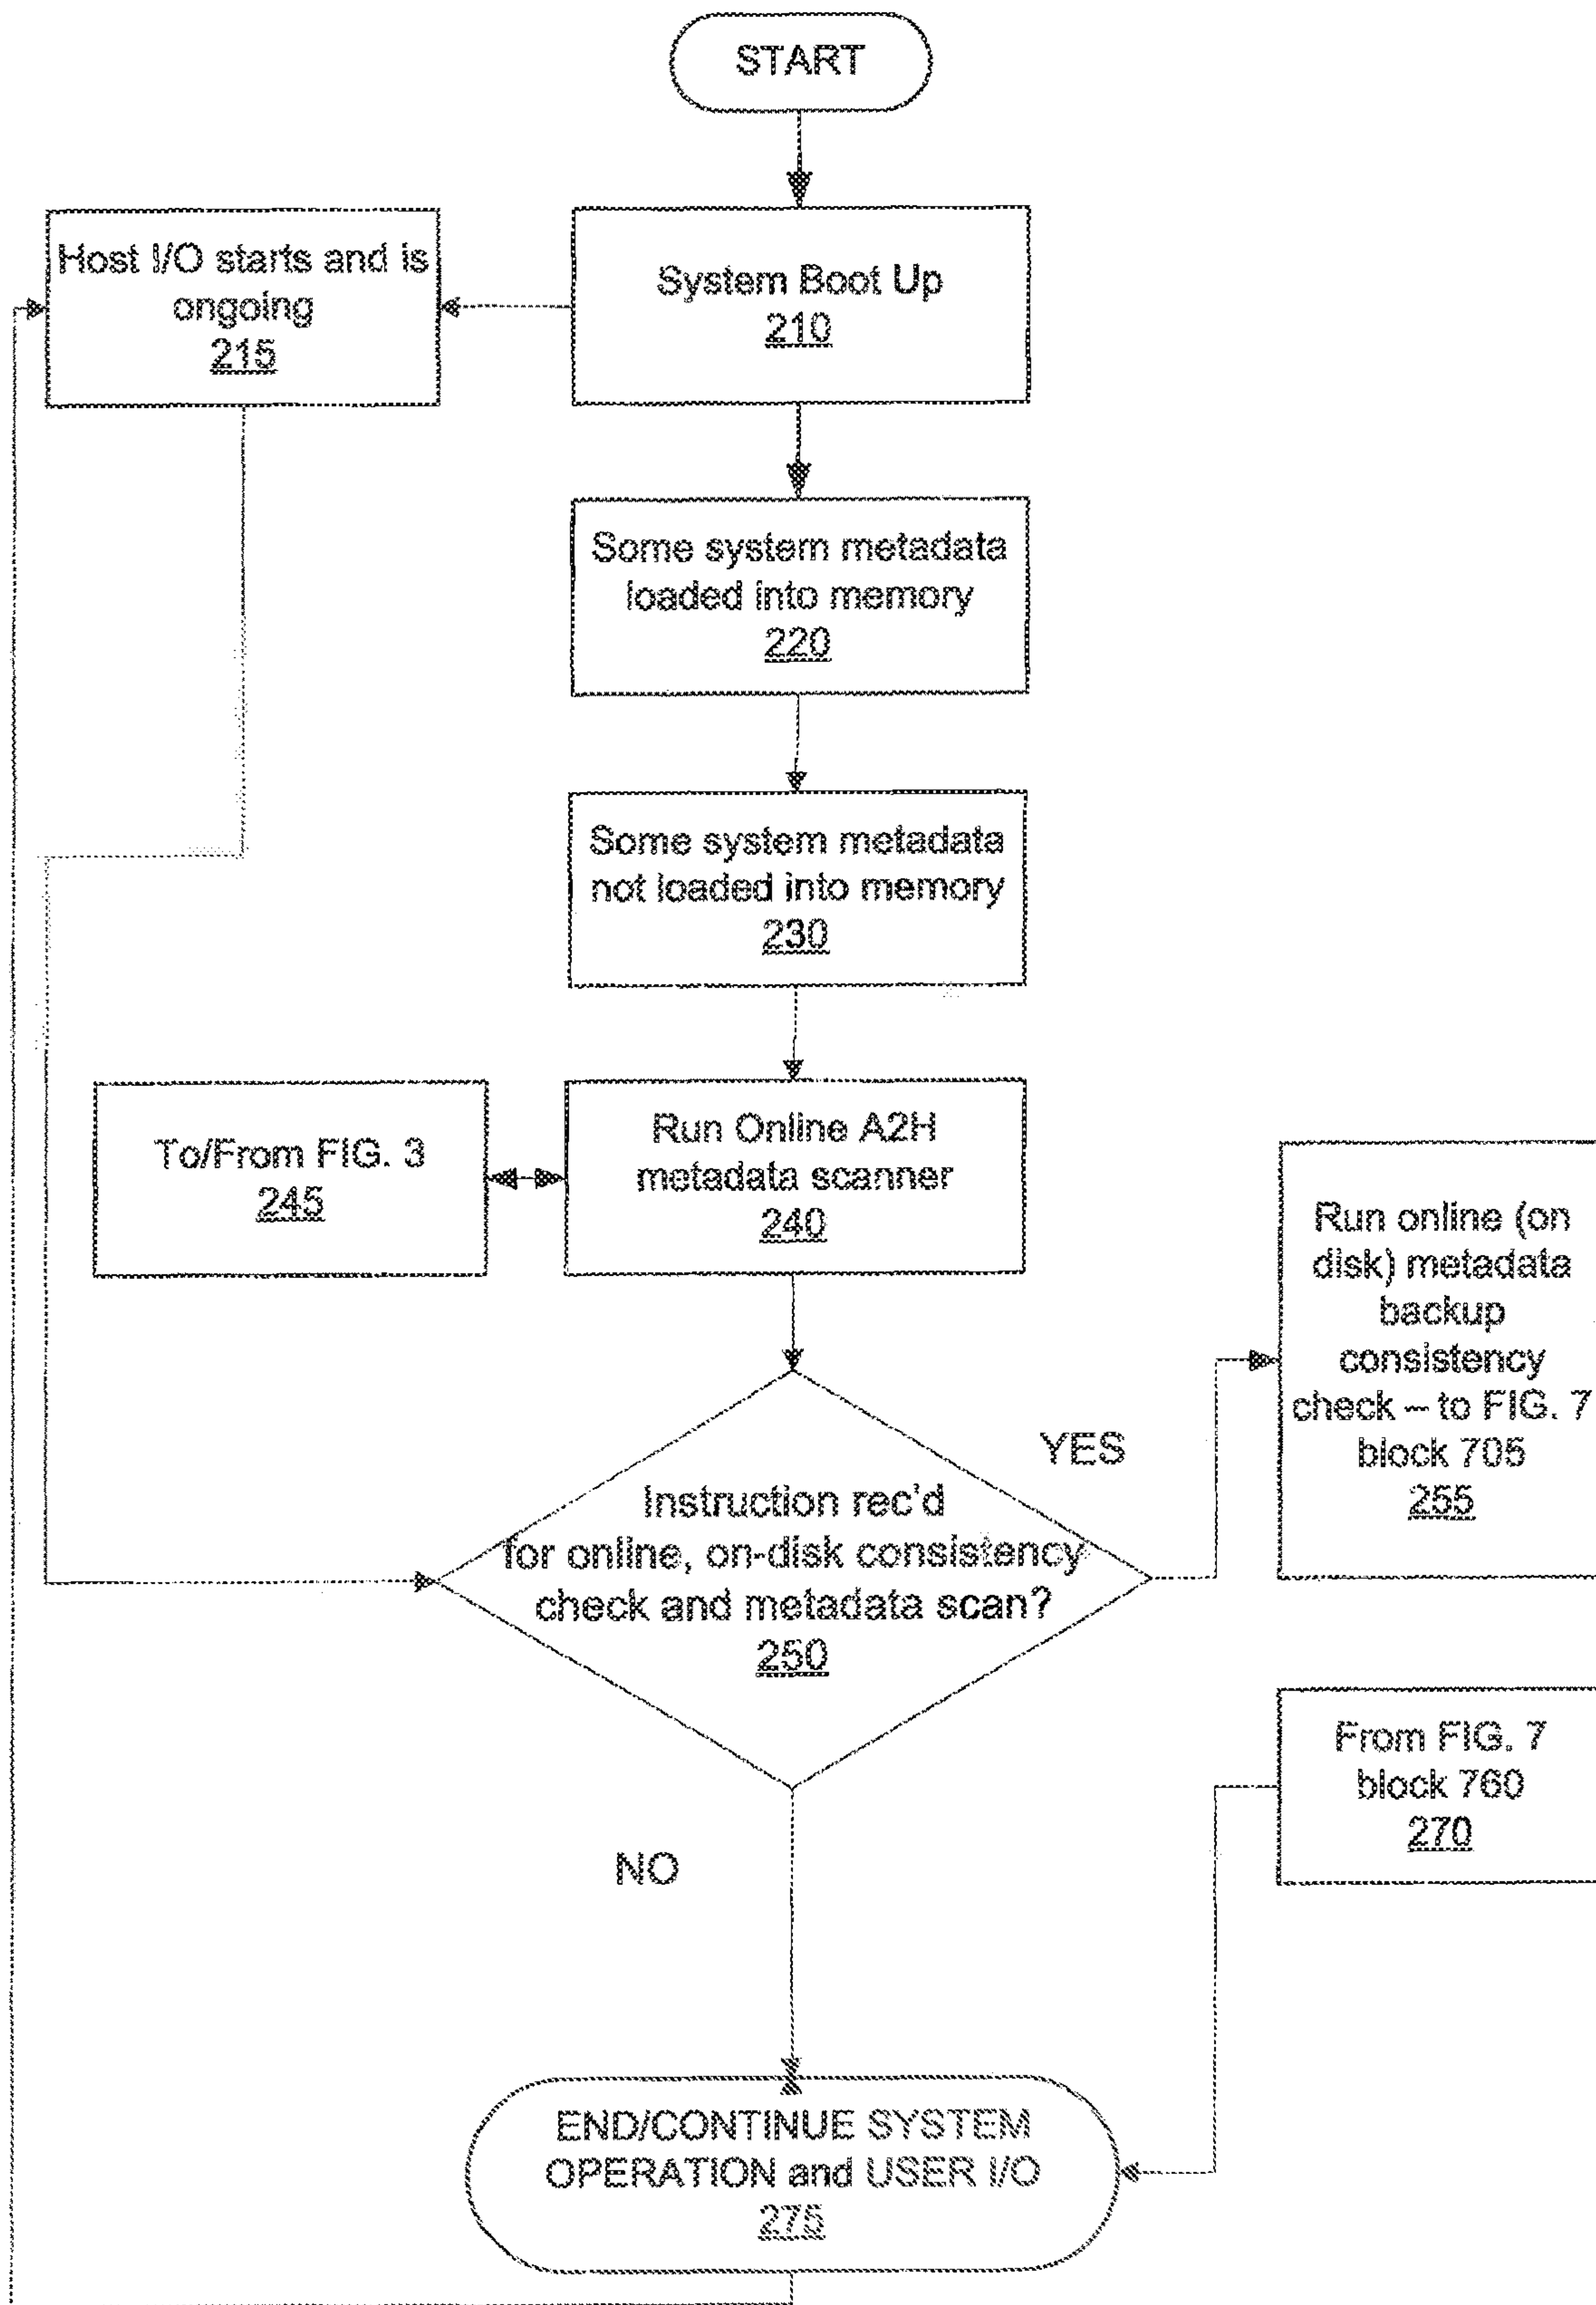 START
Host I/O starts and is
ongoing
215
System Boot Up
210
Some system metadata
loaded into memory
220
Some system metadata
not loaded into memory
230
To/From FIG. 3
245
Run Online A2H
metadata scanner
240
Run online (on
disk) metadata
backup
consistency
check – to FIG. 7
block 705
255
YES
Instruction rec'd
for online, on-disk consistency
check and metadata scan?
250
From FIG. 7
block 760
270
NO
END/CONTINUE SYSTEM
OPERATION and USER I/O
275